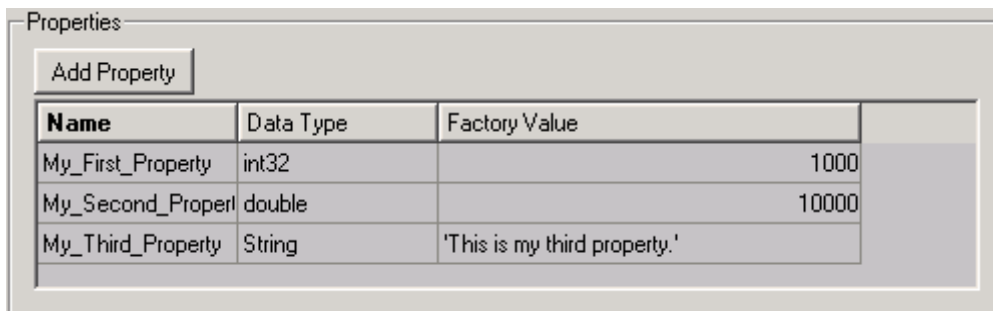 Properties
Add Property
Name Data Type Factory Value
My_First_Property int32 1000
My_Second_Propert double 10000
My_Third_Property String 'This is my third property.'